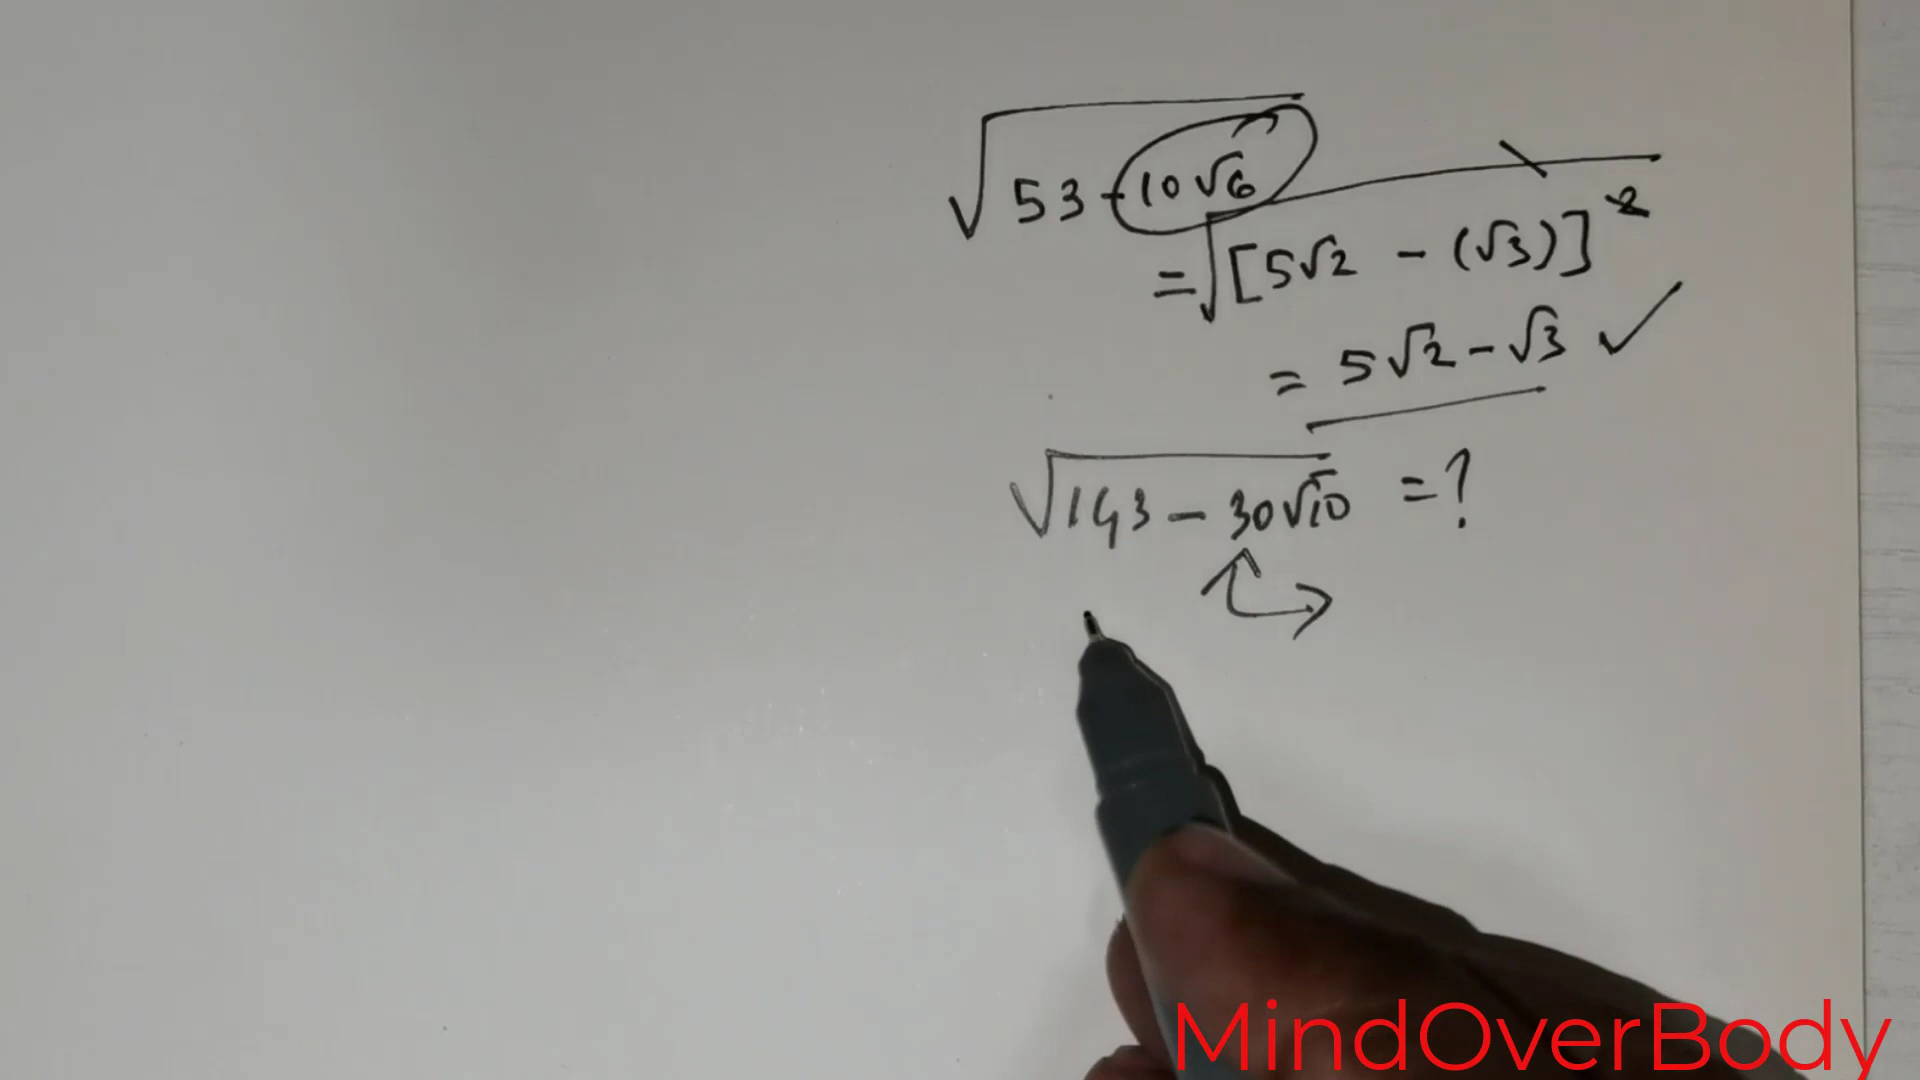 √53 - 10√6
= √[5√2 - (√3)]²
= 5√2 - √3 ✓
√143 - 30√10 = ?
MindOverBody